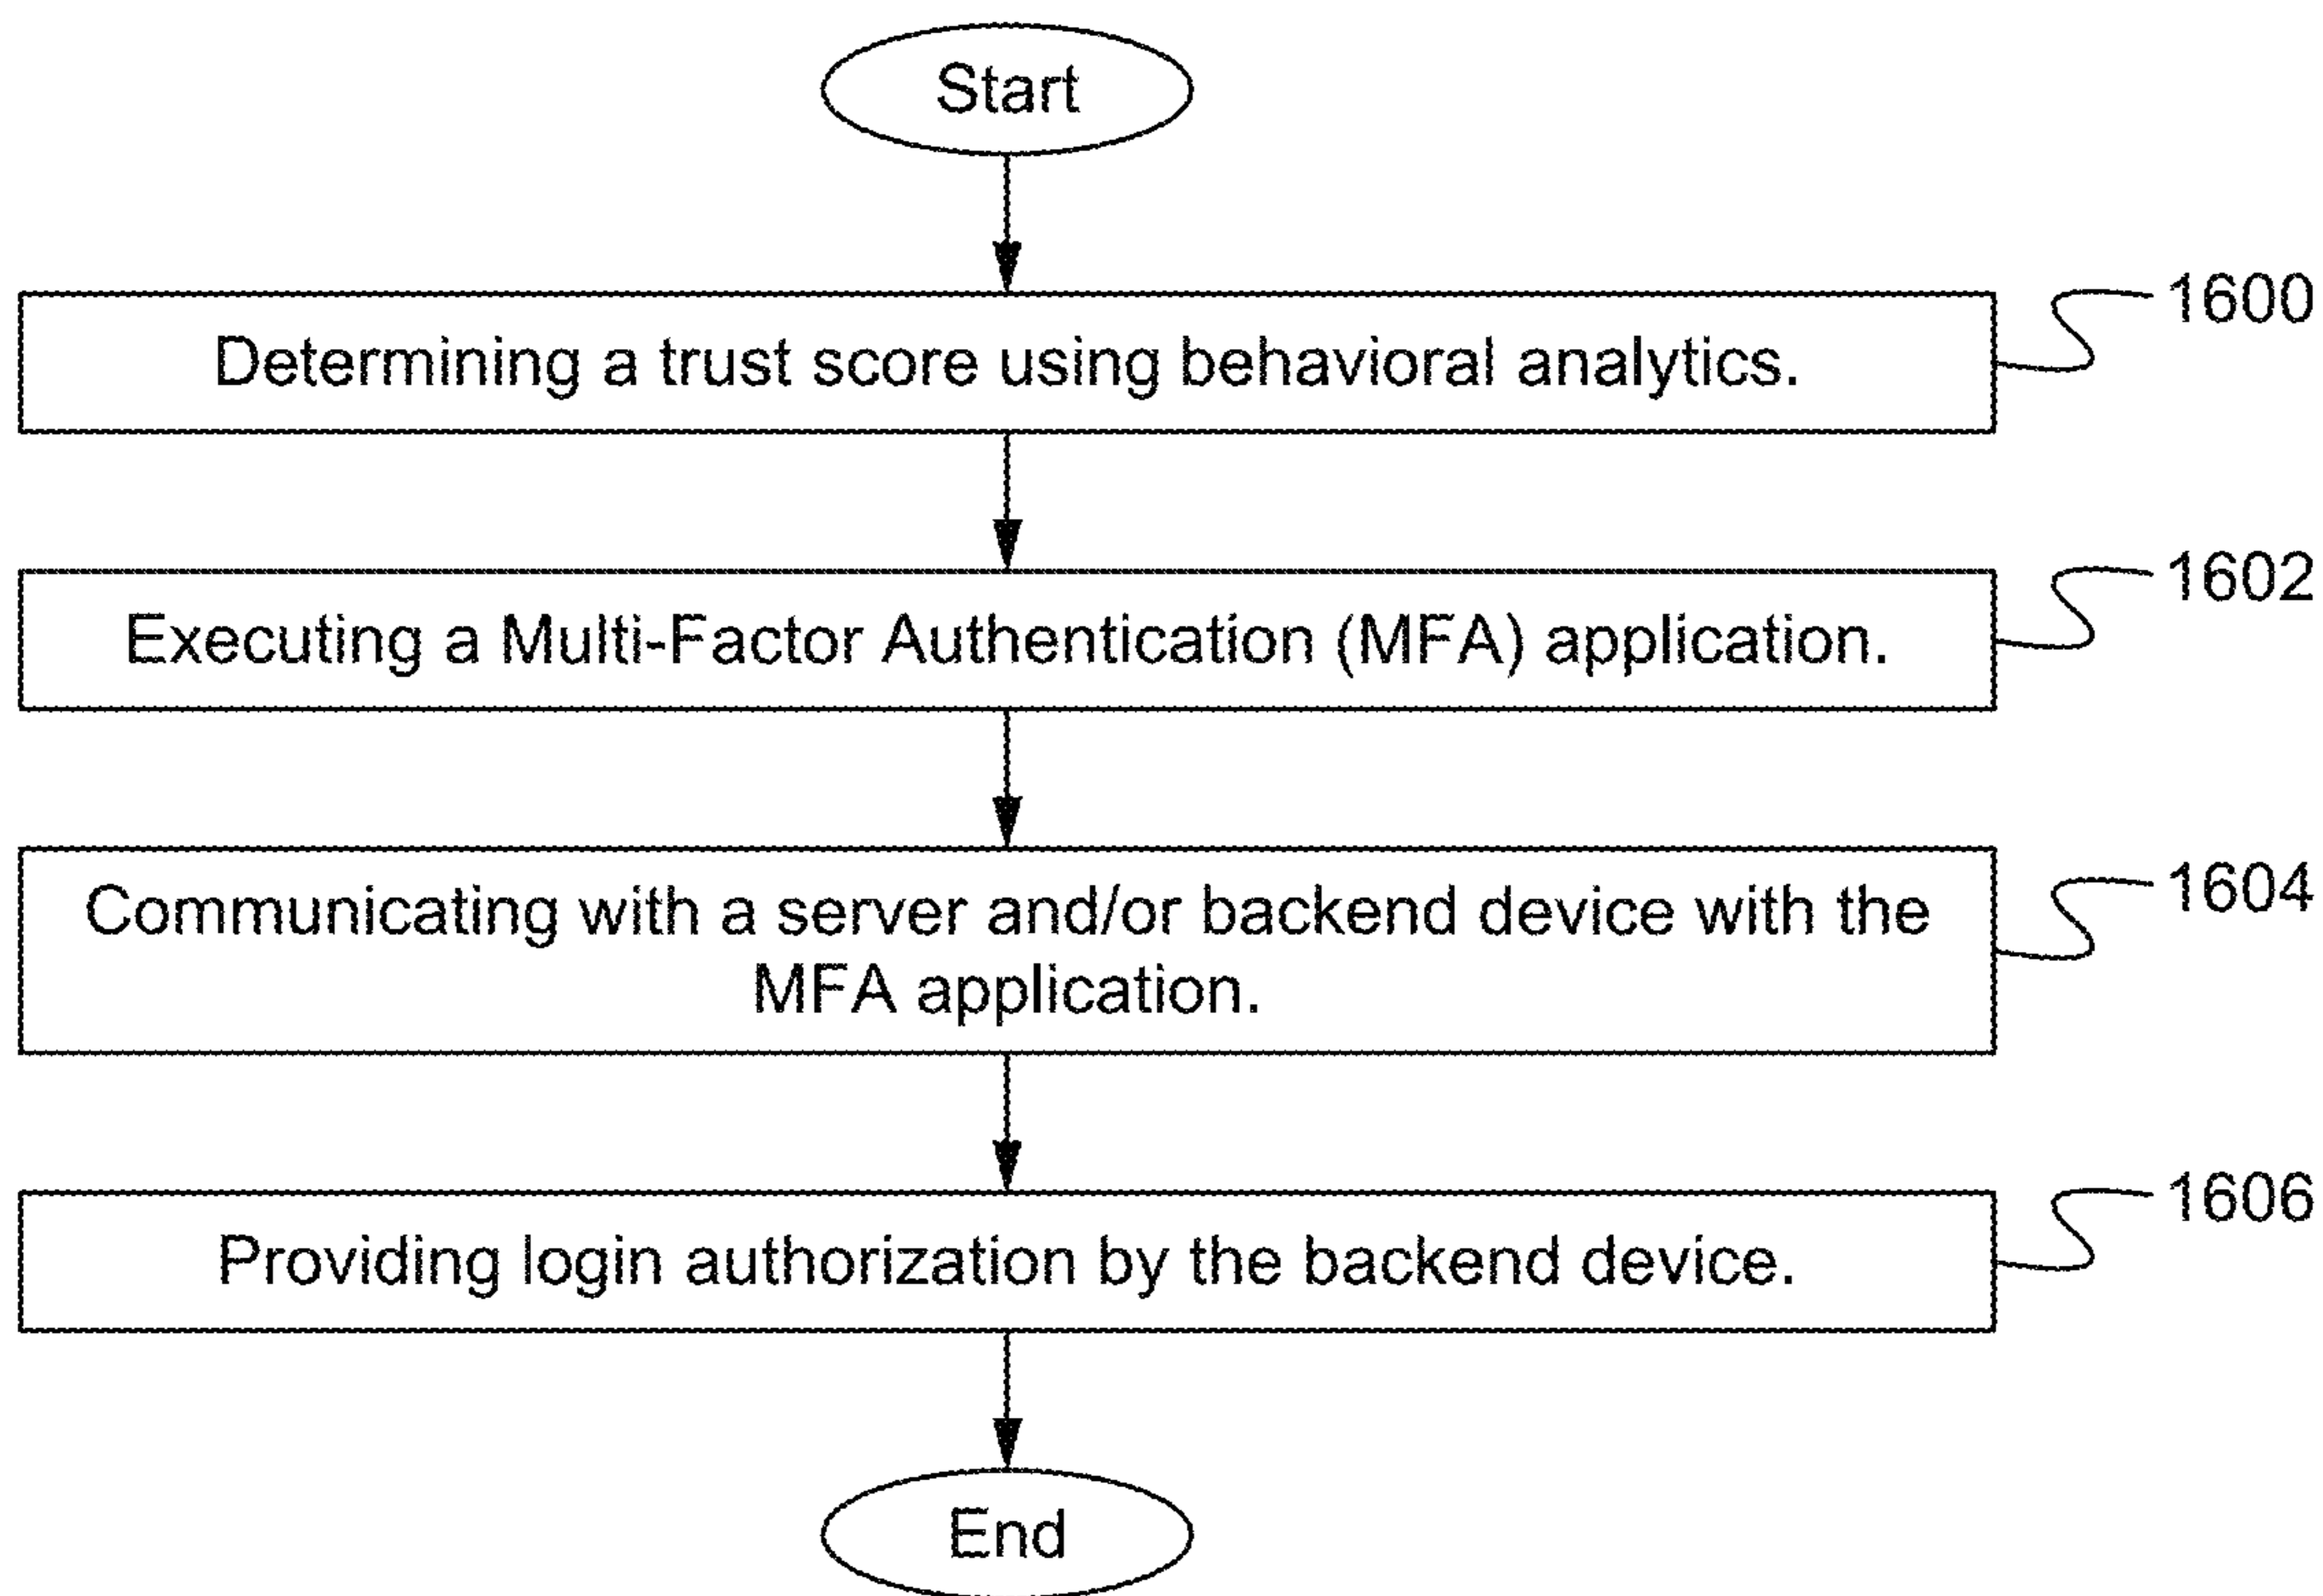 Start
1600
Determining a trust score using behavioral analytics.
1602
Executing a Multi-Factor Authentication (MFA) application.
1604
Communicating with a server and/or backend device with the
MFA application.
1606
Providing login authorization by the backend device.
End